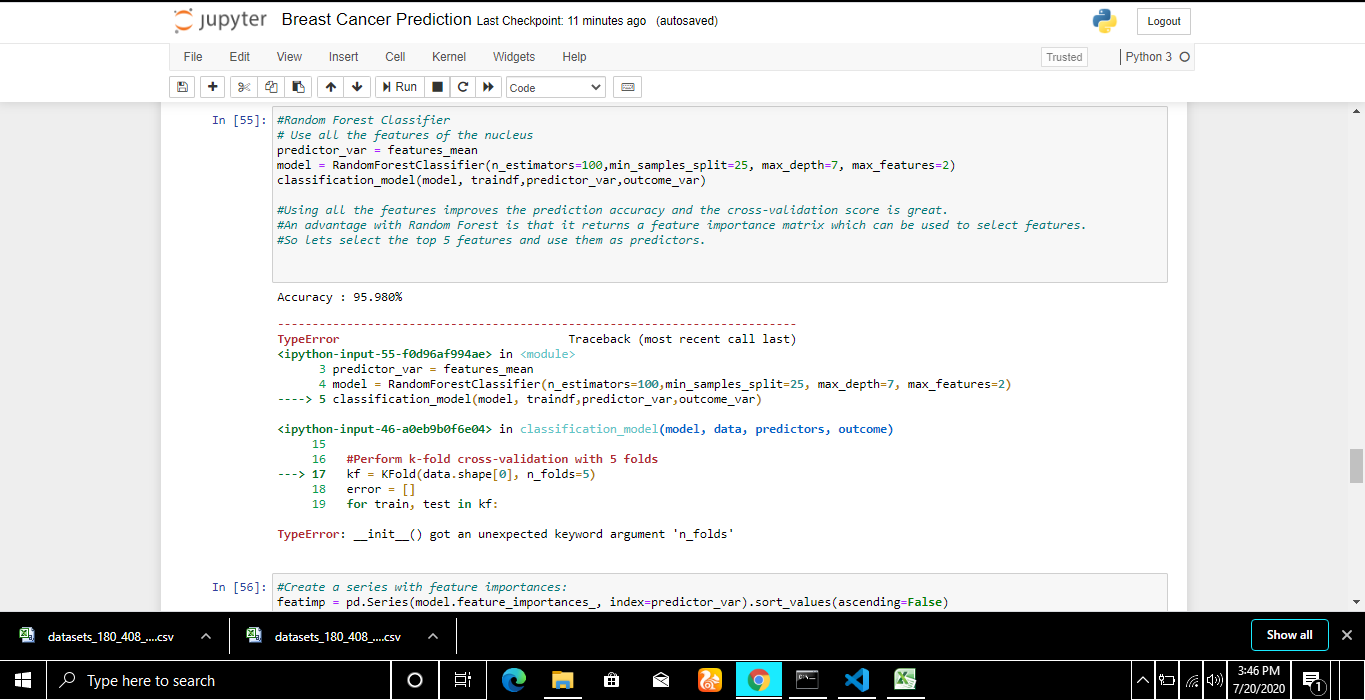 jupyter Breast Cancer Prediction Last Checkpoint: 11 minutes ago (autosaved) Logout
File Edit View Insert Cell Kernel Widgets Help Trusted Python 3
Run Code
In [55]: #Random Forest Classifier
# Use all the features of the nucleus
predictor_var = features_mean
model = RandomForestClassifier(n_estimators=100,min_samples_split=25, max_depth=7, max_features=2)
classification_model(model, traindf,predictor_var,outcome_var)
#Using all the features improves the prediction accuracy and the cross-validation score is great.
#An advantage with Random Forest is that it returns a feature importance matrix which can be used to select features.
#So lets select the top 5 features and use them as predictors.
Accuracy : 95.980%
---------------------------------------------------------------------------
TypeError Traceback (most recent call last)
<ipython-input-55-f0d96af994ae> in <module>
3 predictor_var = features_mean
4 model = RandomForestClassifier(n_estimators=100,min_samples_split=25, max_depth=7, max_features=2)
----> 5 classification_model(model, traindf,predictor_var,outcome_var)
<ipython-input-46-a0eb9b0f6e04> in classification_model(model, data, predictors, outcome)
15
16 #Perform k-fold cross-validation with 5 folds
---> 17 kf = KFold(data.shape[0], n_folds=5)
18 error = []
19 for train, test in kf:
TypeError: __init__() got an unexpected keyword argument 'n_folds'
In [56]: #Create a series with feature importances:
featimp = pd.Series(model.feature_importances_, index=predictor_var).sort_values(ascending=False)
datasets_180_408_....csv datasets_180_408_....csv Show all
Type here to search
3:46 PM
7/20/2020
1